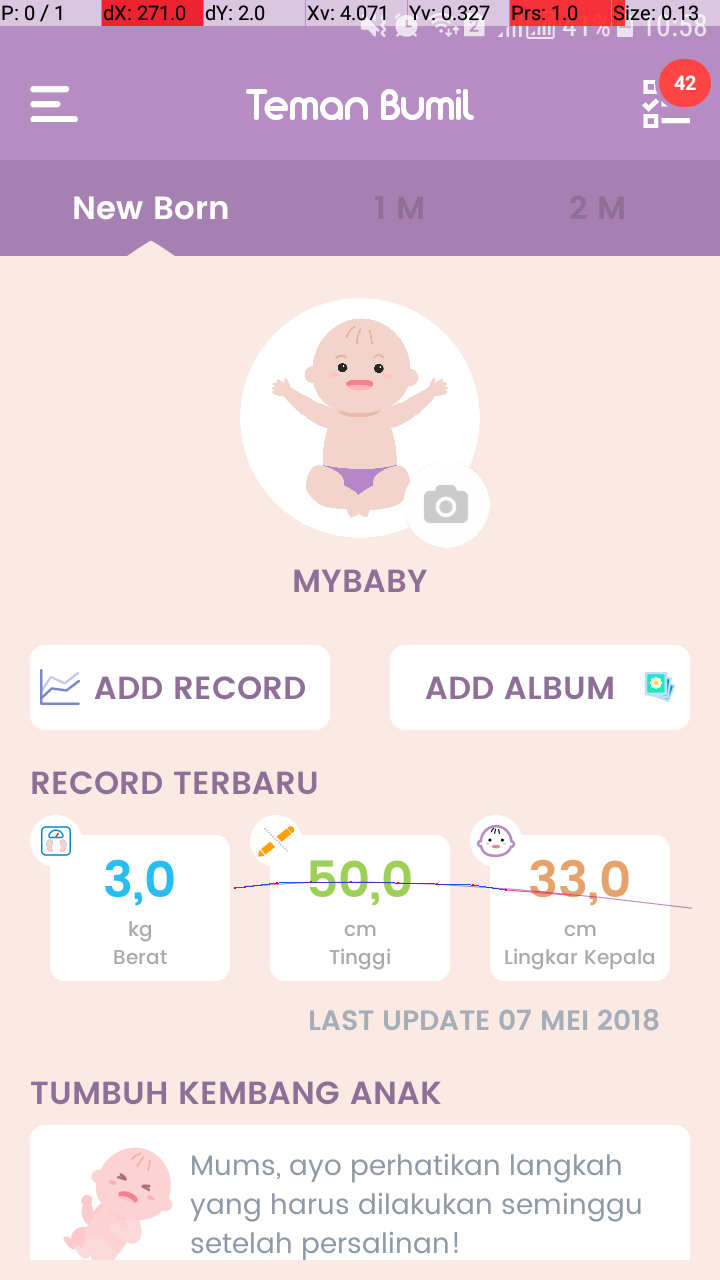 P: 0 / 1 dX: 271.0 dY: 2.0 Xv: 4.071 Yv: 0.327 Prs: 1.0 Size: 0.13
2 41% 10:58
Teman Bumil
42
New Born 1 M 2 M
MYBABY
ADD RECORD ADD ALBUM
RECORD TERBARU
3,0 50,0 33,0
kg cm cm
Berat Tinggi Lingkar Kepala
LAST UPDATE 07 MEI 2018
TUMBUH KEMBANG ANAK
Mums, ayo perhatikan langkah
yang harus dilakukan seminggu
setelah persalinan!